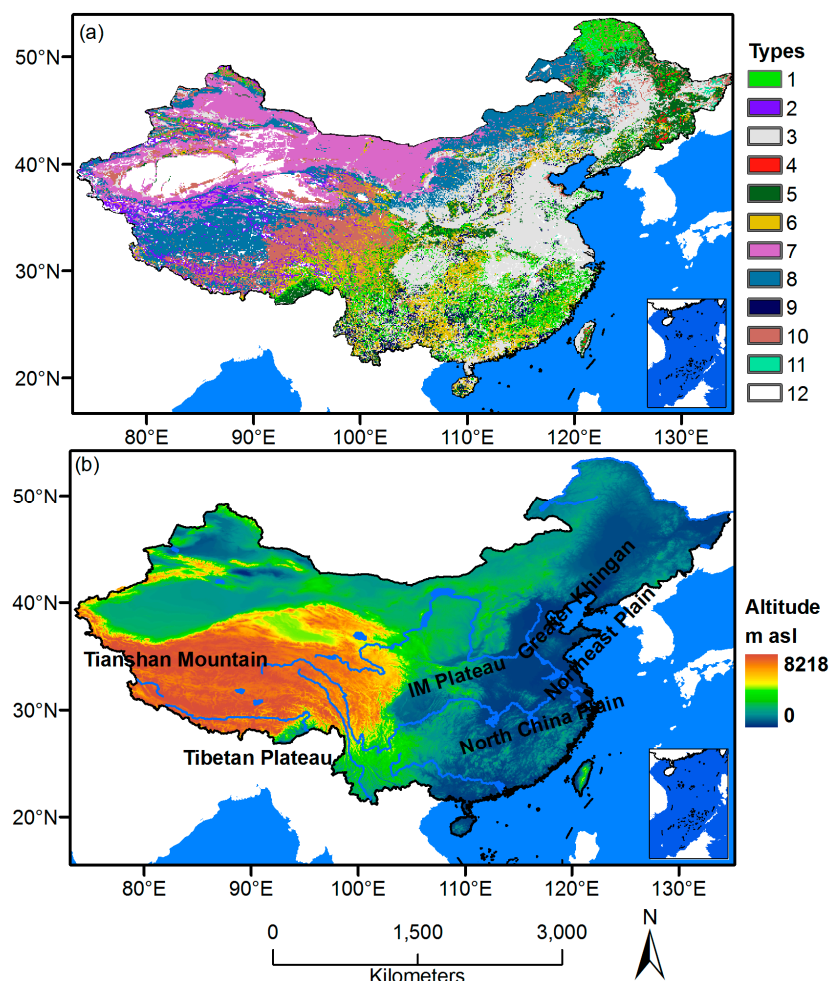 (a)
50°N
40°N
30°N
20°N
80°E 90°E 100°E 110°E 120°E 130°E
Types
1
2
3
4
5
6
7
8
9
10
11
12
(b)
50°N
40°N
30°N
20°N
Greater Khingan
Northeast Plain
Tianshan Mountain
IM Plateau
North China Plain
Tibetan Plateau
80°E 90°E 100°E 110°E 120°E 130°E
Altitude
m asl
8218
0
0 1,500 3,000
Kilometers
N